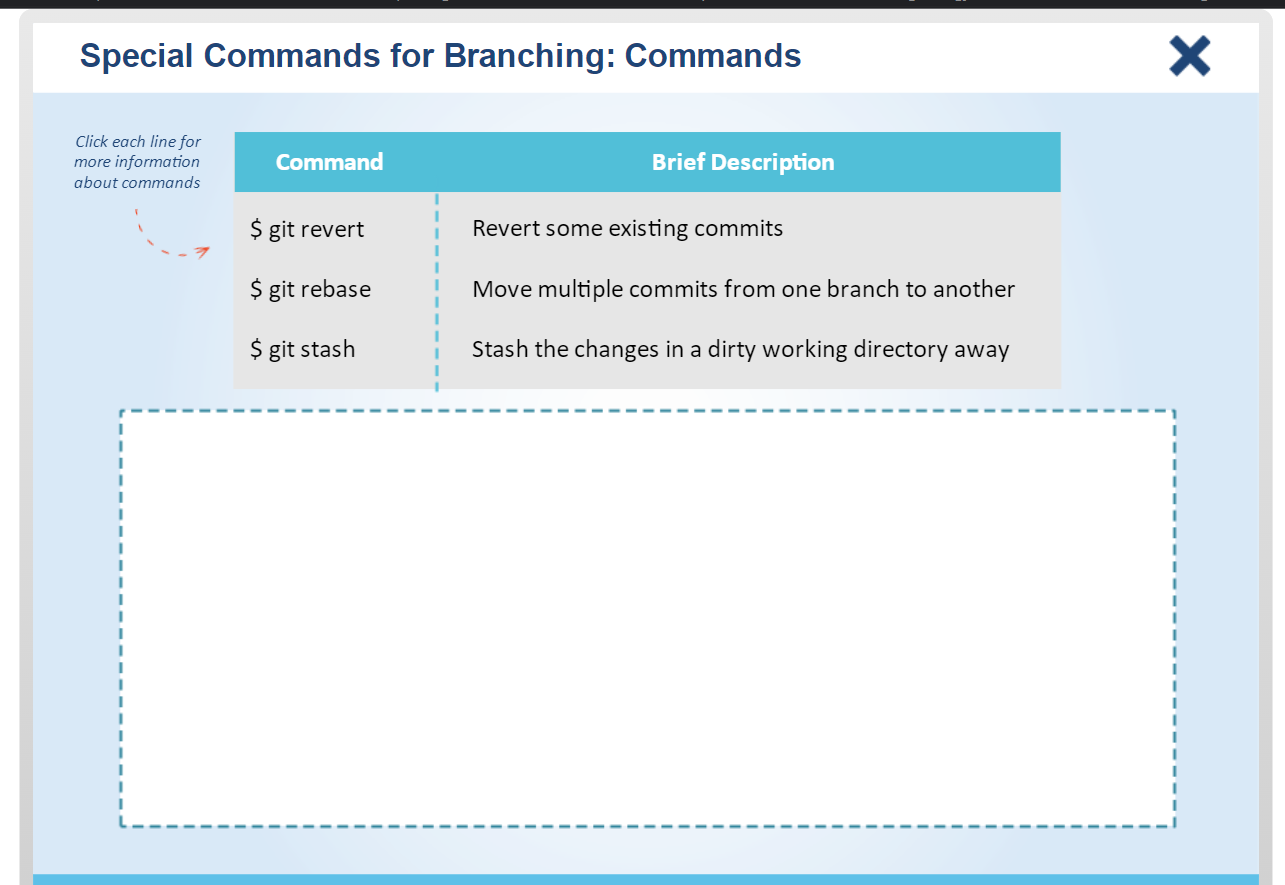 Special Commands for Branching: Commands
Click each line for
more information
about commands
Command Brief Description
$ git revert Revert some existing commits
$ git rebase Move multiple commits from one branch to another
$ git stash Stash the changes in a dirty working directory away